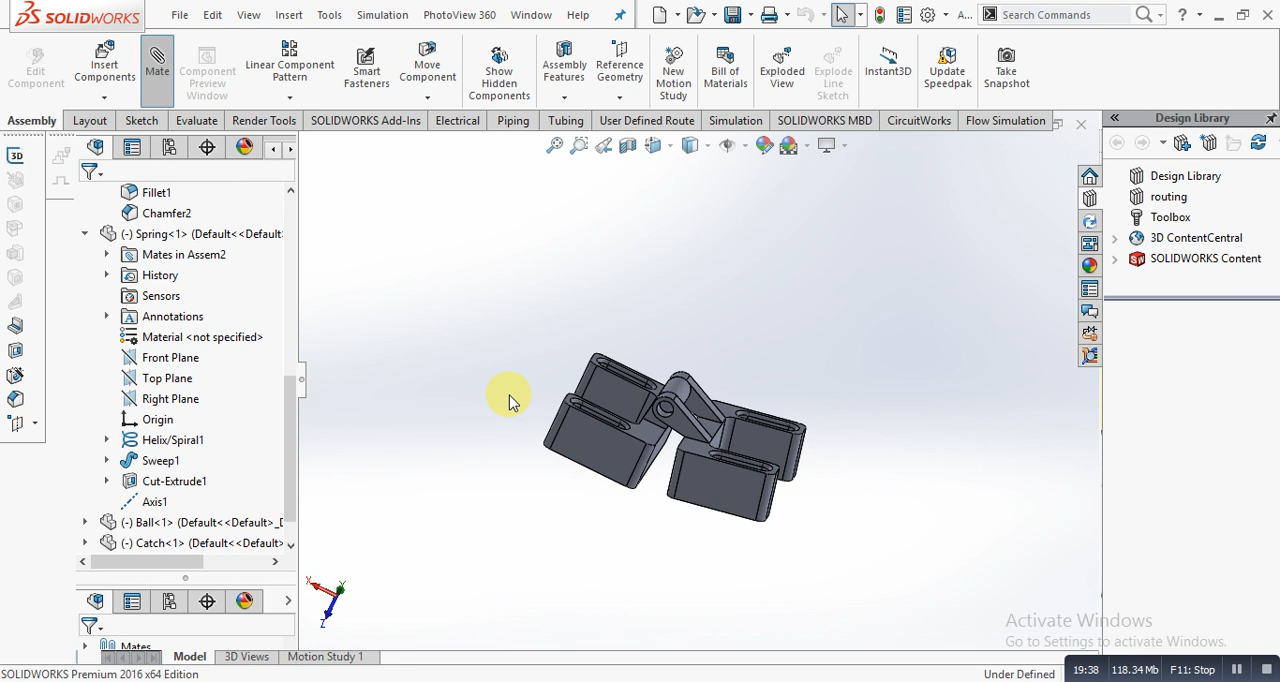 SOLIDWORKS
File Edit View Insert Tools Simulation PhotoView 360 Window Help
A... Search Commands ?
Edit Component
Insert Components
Mate
Component Preview Window
Linear Component Pattern
Smart Fasteners
Move Component
Show Hidden Components
Assembly Features
Reference Geometry
New Motion Study
Bill of Materials
Exploded View
Explode Line Sketch
Instant3D
Update Speedpak
Take Snapshot
Assembly Layout Sketch Evaluate Render Tools SOLIDWORKS Add-Ins Electrical Piping Tubing User Defined Route Simulation SOLIDWORKS MBD CircuitWorks Flow Simulation
Design Library
3D
Fillet1
Chamfer2
(-) Spring<1> (Default<<Default
Mates in Assem2
History
Sensors
Annotations
Material <not specified>
Front Plane
Top Plane
Right Plane
Origin
Helix/Spiral1
Sweep1
Cut-Extrude1
Axis1
(-) Ball<1> (Default<<Default>_D
(-) Catch<1> (Default<<Default>
Mates
Design Library
routing
Toolbox
3D ContentCentral
SOLIDWORKS Content
X Y Z
Activate Windows
Go to Settings to activate Windows.
Model 3D Views Motion Study 1
SOLIDWORKS Premium 2016 x64 Edition
Under Defined
19:38 118.34 Mb F11: Stop